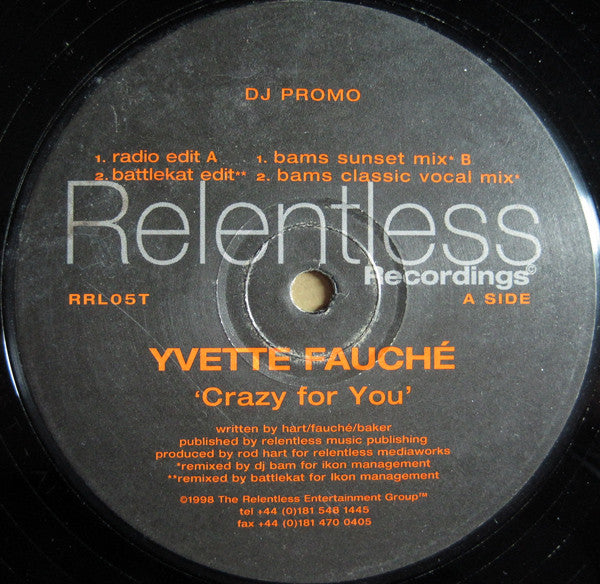 DJ PROMO
1. radio edit A 1. bams sunset mix* B
2. battlekat edit** 2. bams classic vocal mix*
Relentless
Recordings©
RRL05T A SIDE
YVETTE FAUCHÉ
‘Crazy for You’
written by hart/fauché/baker
published by relentless music publishing
produced by rod hart for relentless mediaworks
*remixed by dj bam for ikon management
**remixed by battlekat for Ikon management
©1998 The Relentless Entertainment Group™
tel +44 (0)181 546 1445
fax +44 (0)181 470 0405